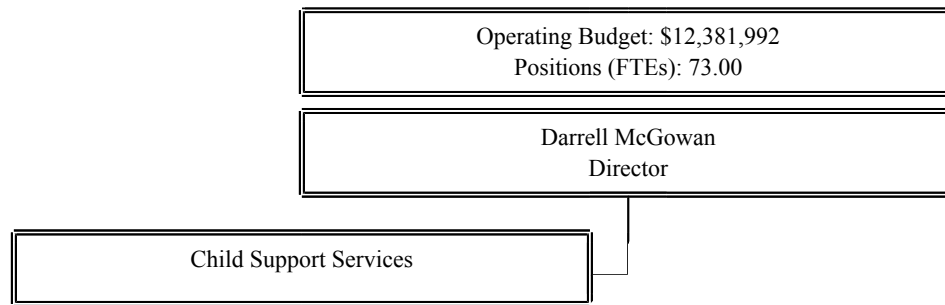 Operating Budget: $12,381,992
Positions (FTEs): 73.00
Darrell McGowan
Director
Child Support Services